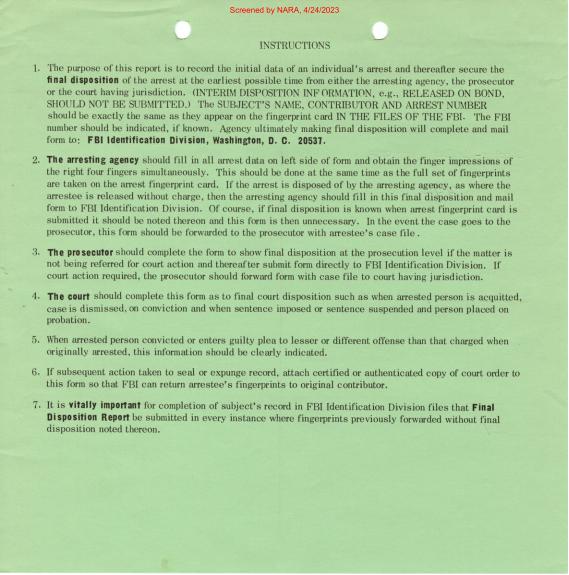 Screened by NARA, 4/24/2023
INSTRUCTIONS
1. The purpose of this report is to record the initial data of an individual's arrest and thereafter secure the
final disposition of the arrest at the earliest possible time from either the arresting agency, the prosecutor
or the court having jurisdiction. (INTERIM DISPOSITION INFORMATION, e.g., RELEASED ON BOND,
SHOULD NOT BE SUBMITTED.) The SUBJECT'S NAME, CONTRIBUTOR AND ARREST NUMBER
should be exactly the same as they appear on the fingerprint card IN THE FILES OF THE FBI. The FBI
number should be indicated, if known. Agency ultimately making final disposition will complete and mail
form to: FBI Identification Division, Washington, D. C. 20537.
2. The arresting agency should fill in all arrest data on left side of form and obtain the finger impressions of
the right four fingers simultaneously. This should be done at the same time as the full set of fingerprints
are taken on the arrest fingerprint card. If the arrest is disposed of by the arresting agency, as where the
arrestee is released without charge, then the arresting agency should fill in this final disposition and mail
form to FBI Identification Division. Of course, if final disposition is known when arrest fingerprint card is
submitted it should be noted thereon and this form is then unnecessary. In the event the case goes to the
prosecutor, this form should be forwarded to the prosecutor with arrestee's case file.
3. The prosecutor should complete the form to show final disposition at the prosecution level if the matter is
not being referred for court action and thereafter submit form directly to FBI Identification Division. If
court action required, the prosecutor should forward form with case file to court having jurisdiction.
4. The court should complete this form as to final court disposition such as when arrested person is acquitted,
case is dismissed, on conviction and when sentence imposed or sentence suspended and person placed on
probation.
5. When arrested person convicted or enters guilty plea to lesser or different offense than that charged when
originally arrested, this information should be clearly indicated.
6. If subsequent action taken to seal or expunge record, attach certified or authenticated copy of court order to
this form so that FBI can return arrestee's fingerprints to original contributor.
7. It is vitally important for completion of subject's record in FBI Identification Division files that Final
Disposition Report be submitted in every instance where fingerprints previously forwarded without final
disposition noted thereon.